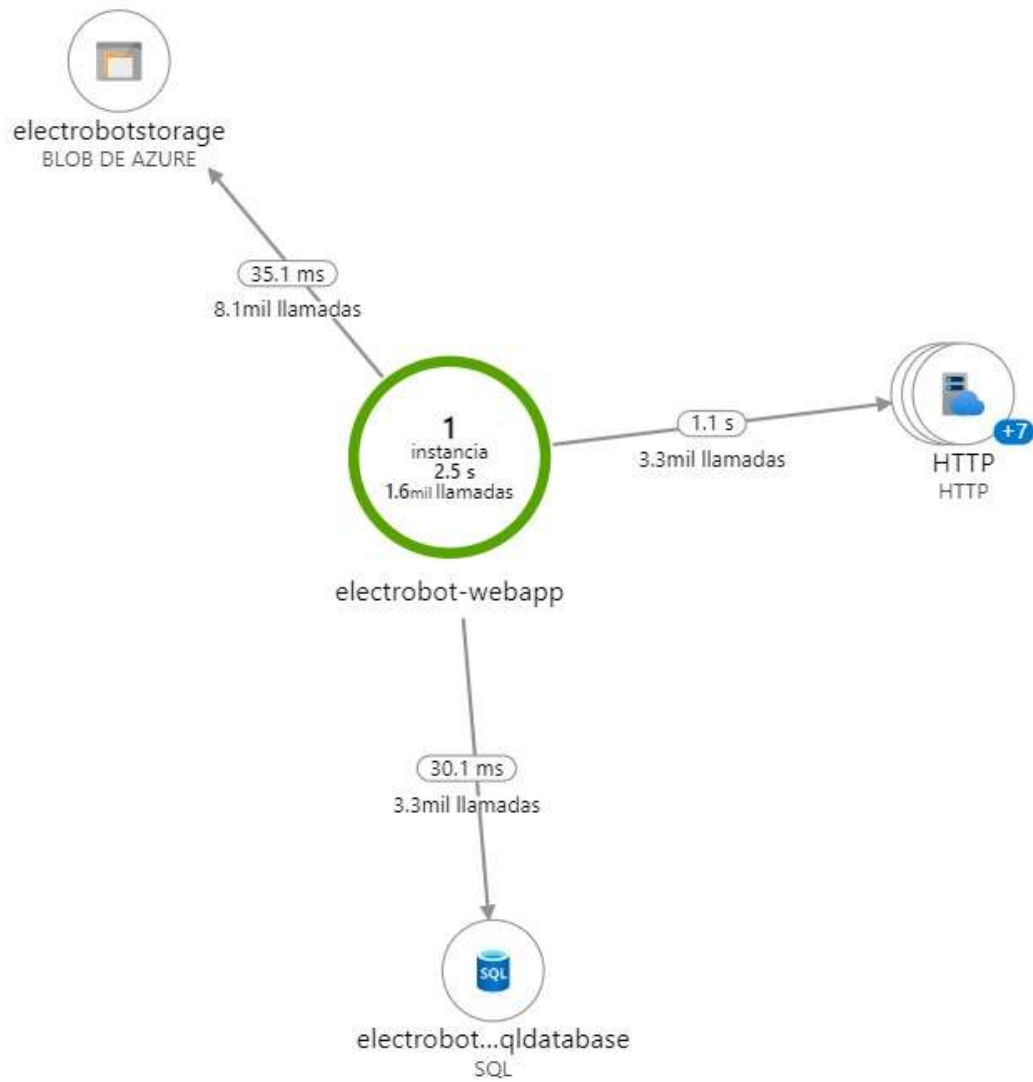 electrobotstorage
BLOB DE AZURE
35.1 ms
8.1mil llamadas
1
instancia
2.5 s
1.6mil llamadas
electrobot-webapp
1.1 s
3.3mil llamadas
+7
HTTP
HTTP
30.1 ms
3.3mil llamadas
SQL
electrobot...qldatabase
SQL